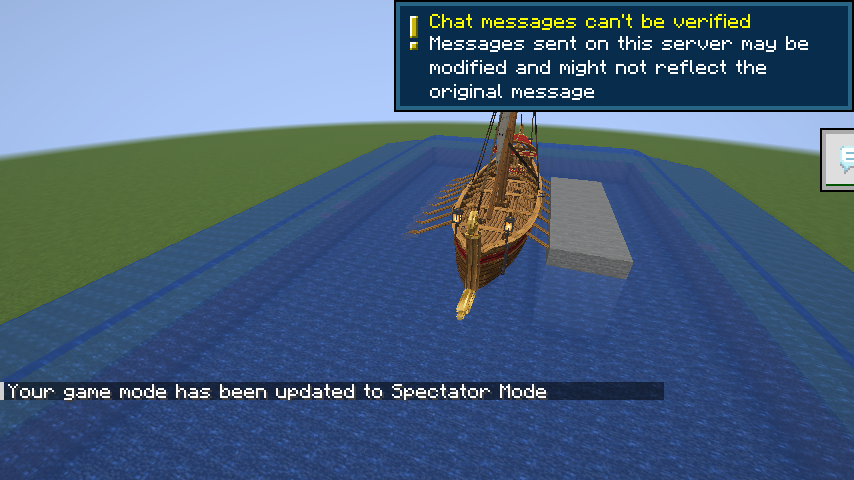 Chat messages can't be verified
Messages sent on this server may be
modified and might not reflect the
original message
Your game mode has been updated to Spectator Mode